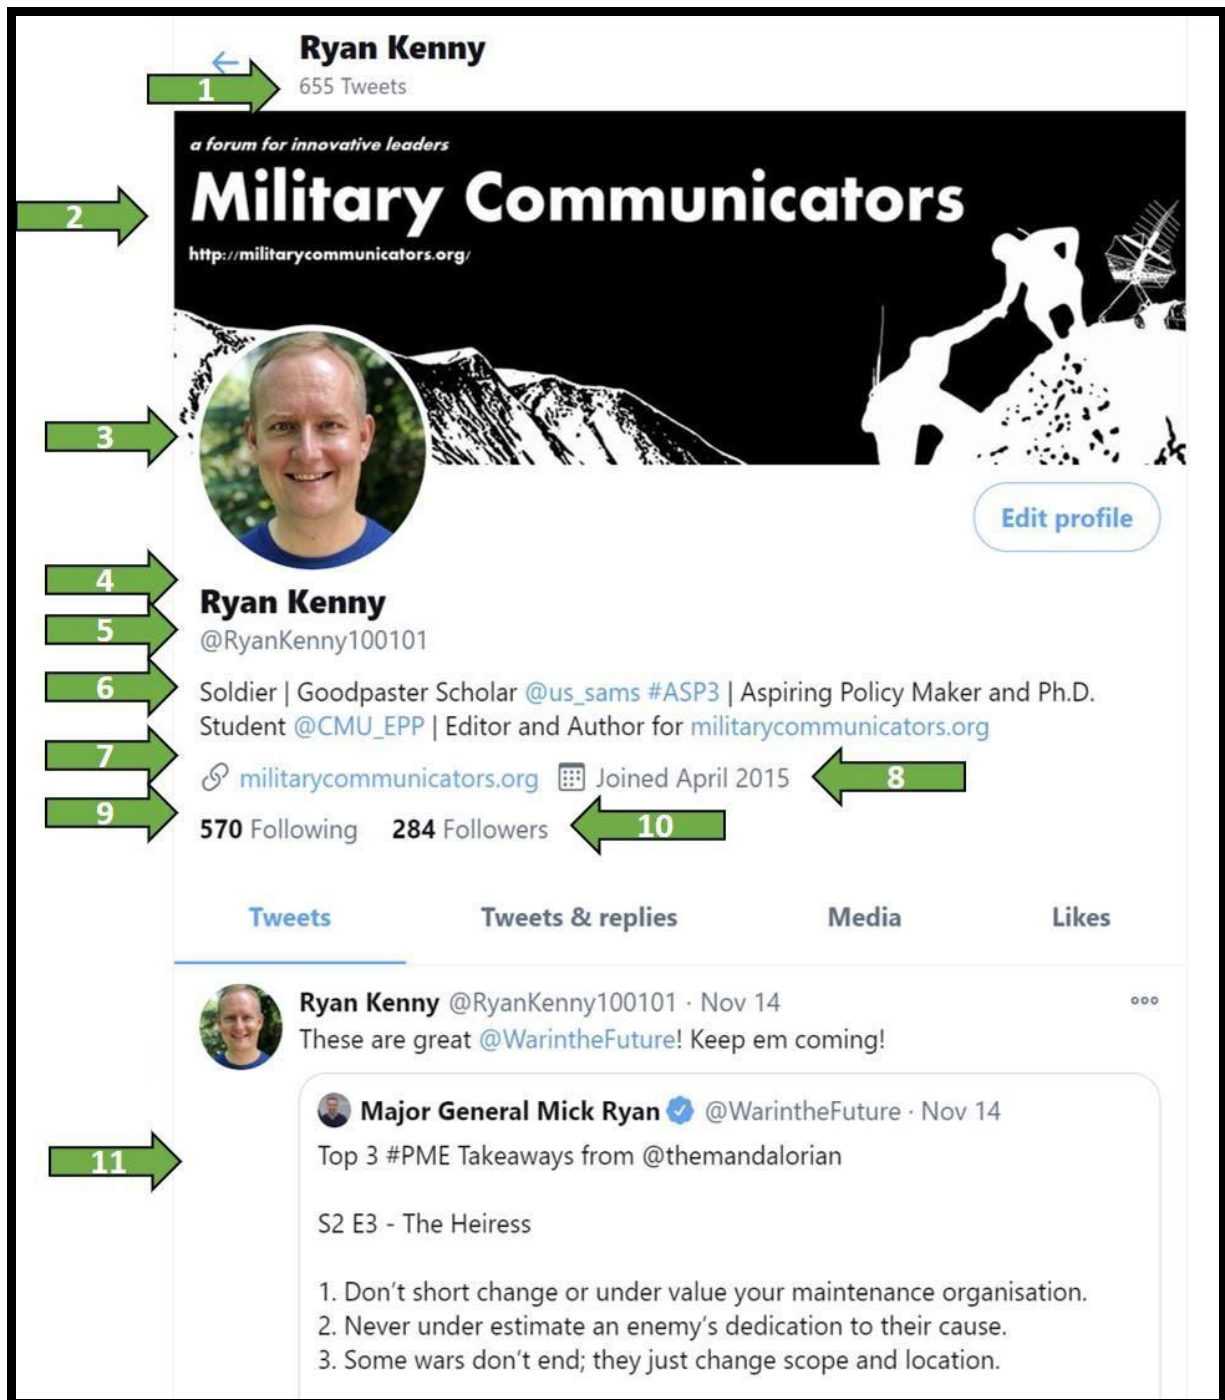 Ryan Kenny
1
655 Tweets
a forum for innovative leaders
Military Communicators
2
http://militarycommunicators.org/
3
Edit profile
4
Ryan Kenny
5
@RyanKenny100101
6
Soldier | Goodpaster Scholar @us_sams #ASP3 | Aspiring Policy Maker and Ph.D.
Student @CMU_EPP | Editor and Author for militarycommunicators.org
7
militarycommunicators.org Joined April 2015
8
9
570 Following 284 Followers
10
Tweets Tweets & replies Media Likes
Ryan Kenny @RyanKenny100101 · Nov 14
These are great @WarintheFuture! Keep em coming!
Major General Mick Ryan @WarintheFuture · Nov 14
11
Top 3 #PME Takeaways from @themandalorian
S2 E3 - The Heiress
1. Don't short change or under value your maintenance organisation.
2. Never under estimate an enemy's dedication to their cause.
3. Some wars don't end; they just change scope and location.